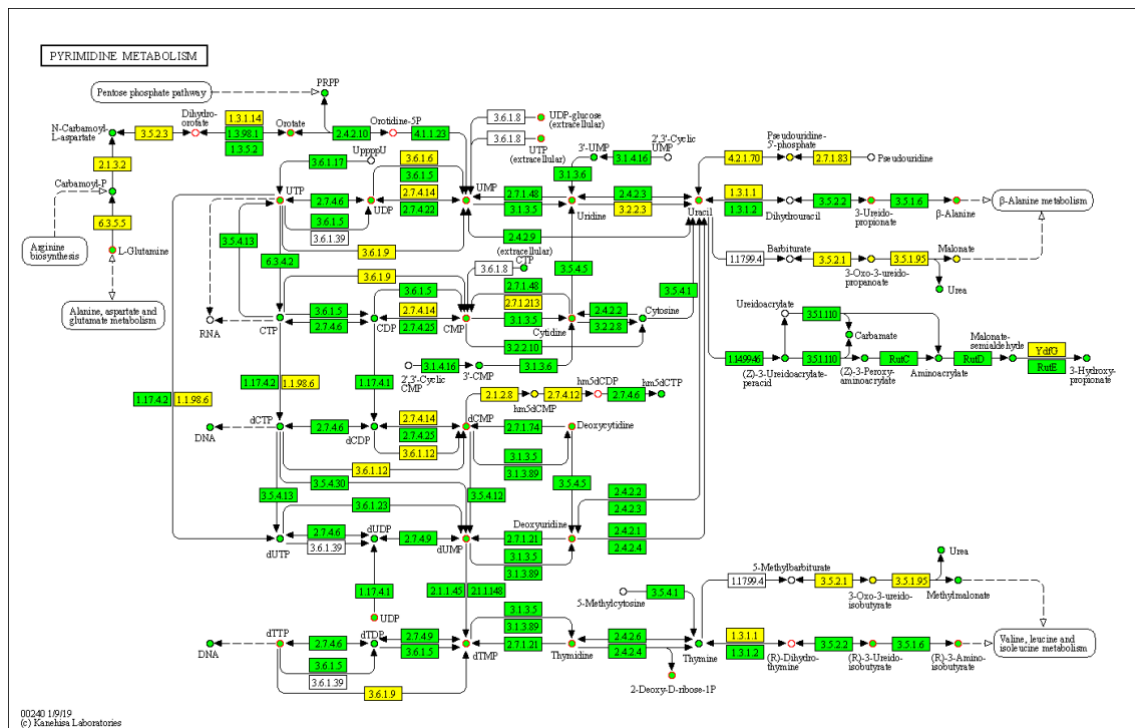 PYRIMIDINE METABOLISM
Pentose phosphate pathway
PRPP
N-Carbamoyl-
L-aspartate
3.5.2.3
Dihydro-
orotate
1.3.1.14
1.3.98.1
1.3.5.2
Orotate
2.4.2.10
Orotidine-5P
4.1.1.23
3.6.1.8
UDP-glucose
(extracellular)
3.6.1.8
UTP
(extracellular)
2.1.3.2
Carbamoyl-P
6.3.5.5
L-Glutamine
Arginine
biosynthesis
Alanine, aspartate and
glutamate metabolism
UppppU
3.6.1.17
3.6.1.6
3.6.1.5
UTP
2.7.4.6
UDP
2.7.4.14
2.7.4.22
3.6.1.5
3.6.1.39
3.6.1.9
UMP
2.7.1.48
3.1.3.5
Uridine
2.4.2.3
3.2.2.3
Uracil
2.4.2.9
3'-UMP
3.1.4.16
2',3'-Cyclic
UMP
3.1.3.6
4.2.1.70
Pseudouridine-
5'-phosphate
2.7.1.83
Pseudouridine
1.3.1.1
1.3.1.2
Dihydrouracil
3.5.2.2
3-Ureido-
propionate
3.5.1.6
β-Alanine
β-Alanine metabolism
1.17.99.4
Barbiturate
3.5.2.1
3-Oxo-3-ureido-
propanoate
3.5.1.95
Malonate
Urea
3.5.4.13
6.3.4.2
3.6.1.9
(extracellular)
CTP
3.6.1.8
3.5.4.5
3.5.4.1
RNA
CTP
3.6.1.5
2.7.4.6
CDP
3.6.1.5
2.7.4.14
2.7.4.25
CMP
2.7.1.48
2.7.1.213
3.1.3.5
Cytidine
2.4.2.2
3.2.2.8
Cytosine
3.2.2.10
2',3'-Cyclic
CMP
3.1.4.16
3'-CMP
3.1.3.6
Ureidoacrylate
3.5.1.110
Carbamate
1.14.99.46
(Z)-3-Ureidoacrylate-
peracid
3.5.1.110
(Z)-3-Peroxy-
aminoacrylate
RutC
Aminoacrylate
RutD
Malonate-
semialdehyde
YdfG
RutE
3-Hydroxy-
propionate
1.17.4.2
1.1.98.6
1.17.4.2
1.1.98.6
1.17.4.1
2.1.2.8
hm5dCMP
2.7.4.12
hm5dCDP
2.7.4.6
hm5dCTP
DNA
dCTP
2.7.4.6
dCDP
2.7.4.14
2.7.4.25
3.6.1.12
dCMP
2.7.1.74
Deoxycytidine
3.1.3.5
3.1.3.89
3.6.1.12
3.5.4.30
3.5.4.13
3.5.4.12
3.5.4.5
3.6.1.23
dUTP
2.7.4.6
3.6.1.39
dUDP
2.7.4.9
dUMP
2.7.1.21
3.1.3.5
3.1.3.89
Deoxyuridine
2.4.2.2
2.4.2.3
2.4.2.1
2.4.2.4
1.17.4.1
UDP
2.1.1.45
2.1.1.148
DNA
dTTP
2.7.4.6
3.6.1.5
3.6.1.39
3.6.1.9
dTDP
2.7.4.9
3.6.1.5
dTMP
3.1.3.5
3.1.3.89
2.7.1.21
Thymidine
2.4.2.6
2.4.2.4
2-Deoxy-D-ribose-1P
5-Methylcytosine
3.5.4.1
Thymine
1.17.99.4
5-Methylbarbiturate
3.5.2.1
3-Oxo-3-ureido-
isobutyrate
3.5.1.95
Urea
Methylmalonate
1.3.1.1
1.3.1.2
(R)-Dihydro-
thymine
3.5.2.2
(R)-3-Ureido-
isobutyrate
3.5.1.6
(R)-3-Amino-
isobutyrate
Valine, leucine and
isoleucine metabolism
00240 1/9/19
(c) Kanehisa Laboratories